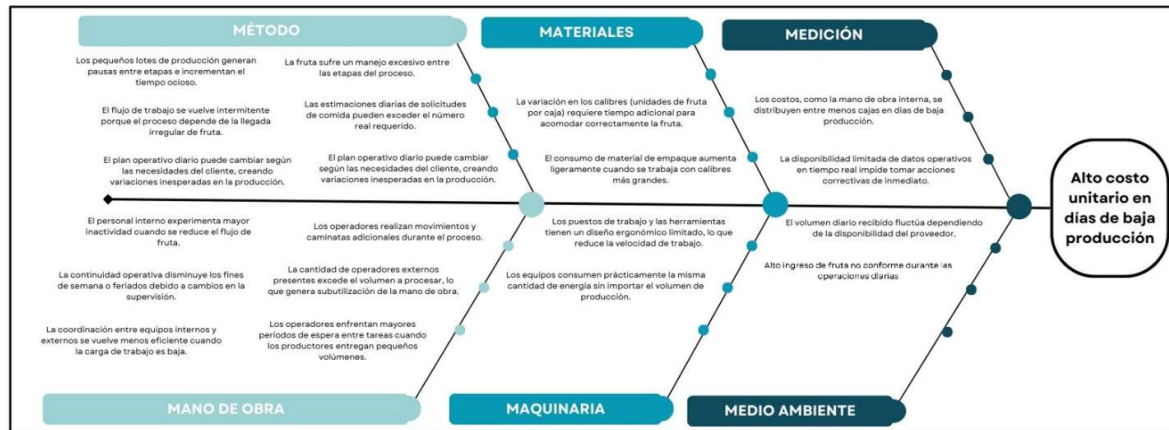 MÉTODO
Los pequeños lotes de producción generan
pausas entre etapas e incrementan el
tiempo ocioso.
El flujo de trabajo se vuelve intermitente
porque el proceso depende de la llegada
irregular de fruta.
El plan operativo diario puede cambiar según
las necesidades del cliente, creando
variaciones inesperadas en la producción.
La fruta sufre un manejo excesivo entre
las etapas del proceso.
Las estimaciones diarias de solicitudes
de comida pueden exceder el número
real requerido.
El plan operativo diario puede cambiar
según las necesidades del cliente, creando
variaciones inesperadas en la producción.
MATERIALES
La variación en los calibres (unidades de fruta
por caja) requiere tiempo adicional para
acomodar correctamente la fruta.
El consumo de material de empaque aumenta
ligeramente cuando se trabaja con calibres
más grandes.
MEDICIÓN
Los costos, como la mano de obra interna, se
distribuyen entre menos cajas en días de baja
producción.
La disponibilidad limitada de datos operativos
en tiempo real impide tomar acciones
correctivas de inmediato.
Alto costo
unitario en
días de baja
producción
El personal interno experimenta mayor
inactividad cuando se reduce el flujo de
fruta.
La continuidad operativa disminuye los fines
de semana o feriados debido a cambios en la
supervisión.
La coordinación entre equipos internos y
externos se vuelve menos eficiente cuando
la carga de trabajo es baja.
Los operadores realizan movimientos y
caminatas adicionales durante el proceso.
La cantidad de operadores externos
presentes excede el volumen a procesar, lo
que genera subutilización de la mano de obra.
Los operadores enfrentan mayores
periodos de espera entre tareas cuando
los productores entregan pequeños
volúmenes.
MANO DE OBRA
Los puestos de trabajo y las herramientas
tienen un diseño ergonómico limitado, lo que
reduce la velocidad de trabajo.
Los equipos consumen prácticamente la misma
cantidad de energía sin importar el volumen de
producción.
MAQUINARIA
El volumen diario recibido fluctúa dependiendo
de la disponibilidad del proveedor.
Alto ingreso de fruta no conforme durante las
operaciones diarias
MEDIO AMBIENTE